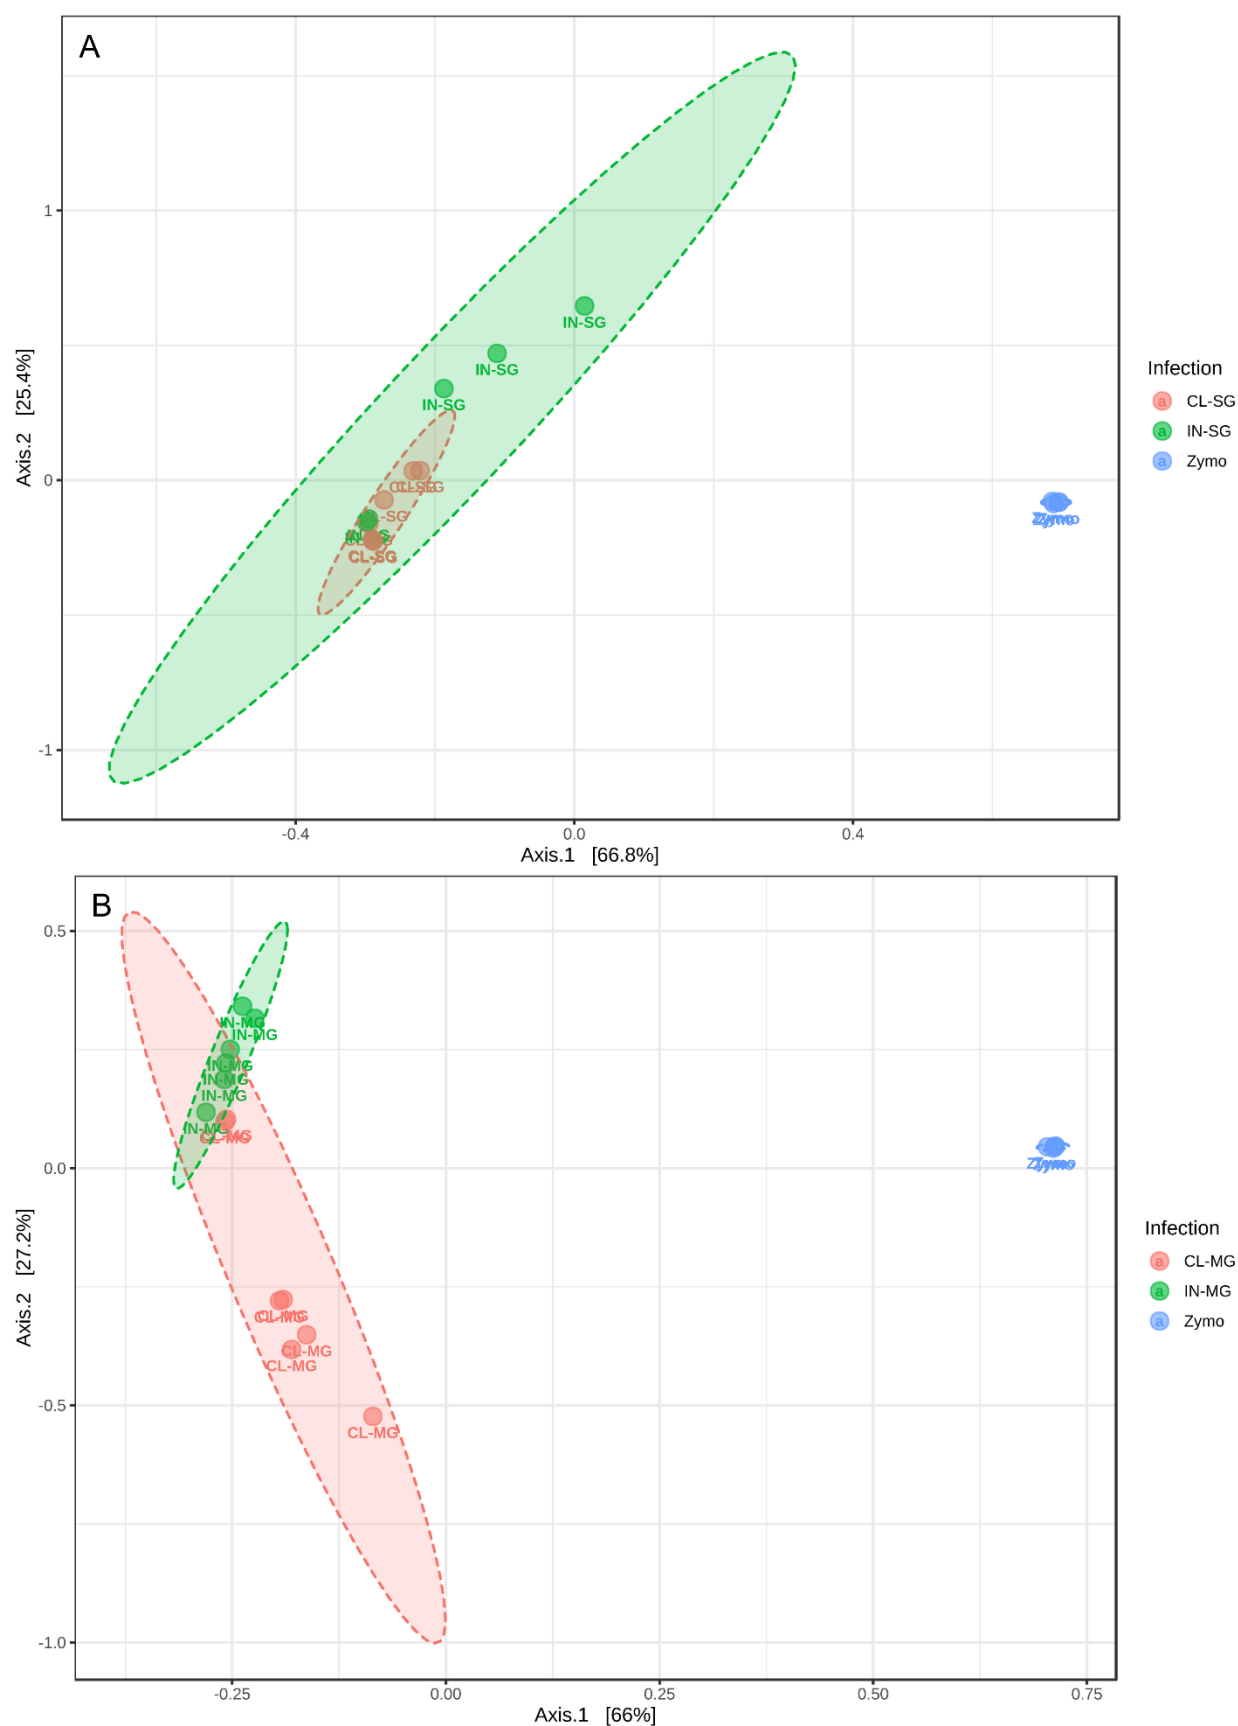 A
1
0
-1
Axis.2 [25.4%]
IN-SG
IN-SG
IN-SG
CL-SG
Zymo
-0.4
0.0
0.4
Axis.1 [66.8%]
Infection
a CL-SG
a IN-SG
a Zymo
B
0.5
0.0
-0.5
-1.0
Axis.2 [27.2%]
IN-MG
IN-MG
IN-MG
IN-MG
IN-MG
IN-MG
CL-MG
CL-MG
CL-MG
CL-MG
CL-MG
Zymo
-0.25
0.00
0.25
0.50
0.75
Axis.1 [66%]
Infection
a CL-MG
a IN-MG
a Zymo